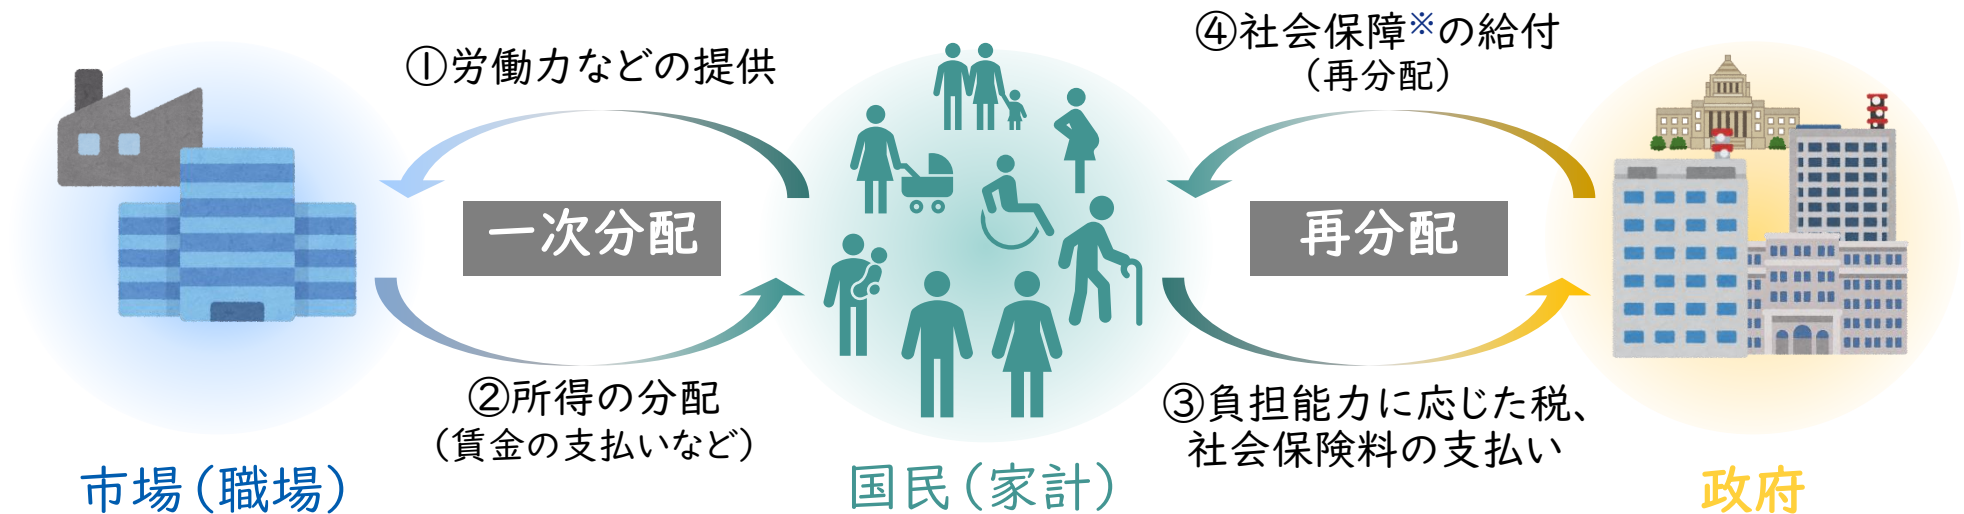 ①労働力などの提供
一次分配
②所得の分配
（賃金の支払いなど）
市場（職場）
国民（家計）
④社会保障※の給付
（再分配）
再分配
③負担能力に応じた税、
社会保険料の支払い
政府